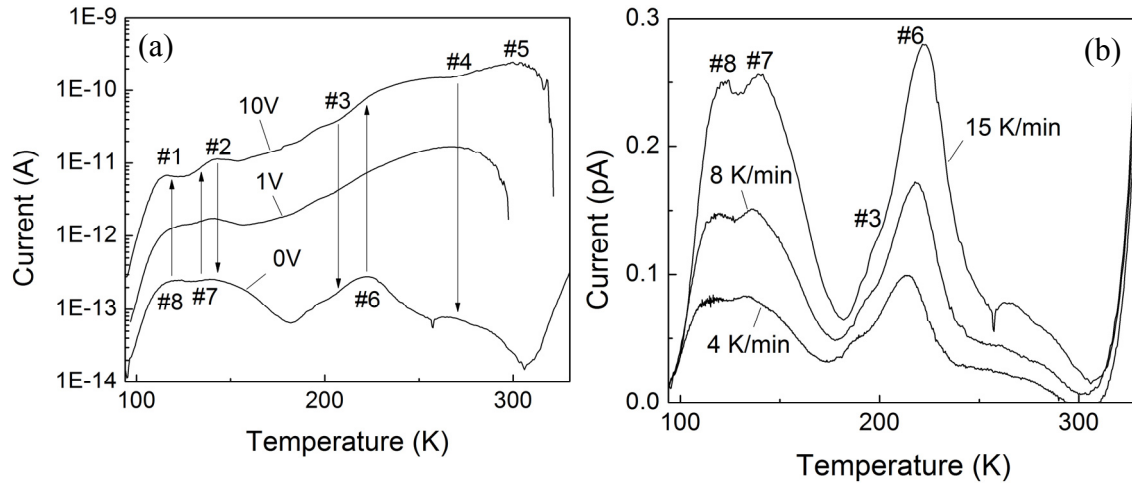 (a)
1E-9
1E-10
1E-11
1E-12
1E-13
1E-14
Current (A)
#1
#2
#3
#4
#5
10V
1V
0V
#8
#7
#6
100
200
300
Temperature (K)
(b)
0.3
0.2
0.1
0.0
Current (pA)
#8
#7
#6
#3
15 K/min
8 K/min
4 K/min
100
200
300
Temperature (K)